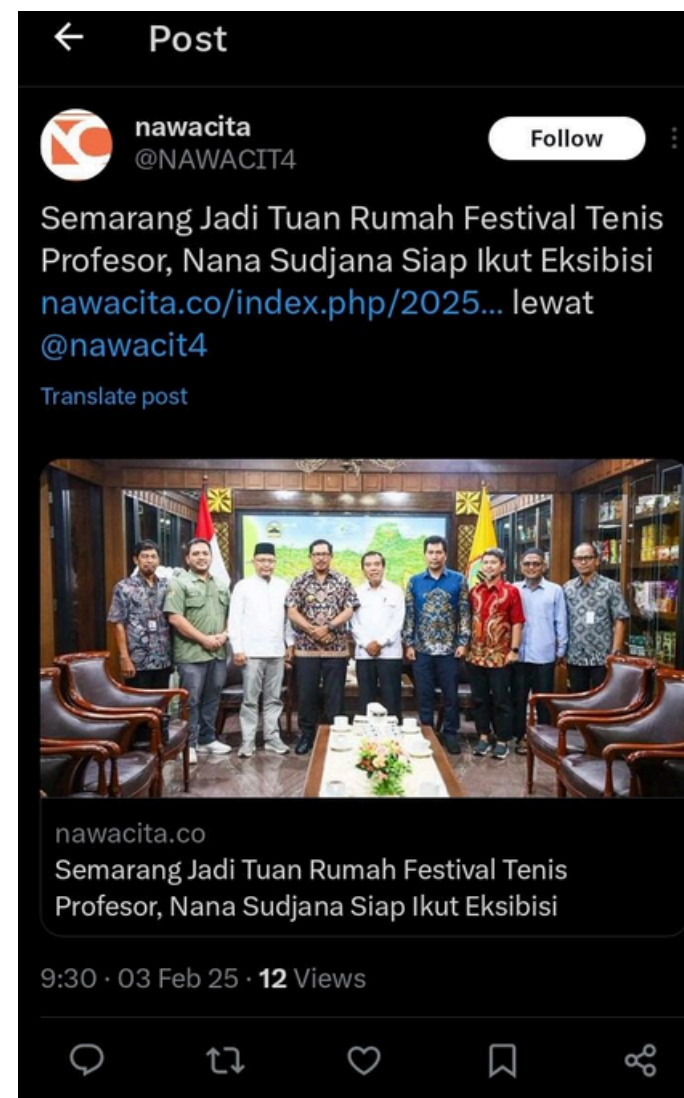 Post
nawacita
@NAWACIT4
Follow
Semarang Jadi Tuan Rumah Festival Tenis
Profesor, Nana Sudjana Siap Ikut Eksibisi
nawacita.co/index.php/2025... lewat
@nawacit4
Translate post
nawacita.co
Semarang Jadi Tuan Rumah Festival Tenis
Profesor, Nana Sudjana Siap Ikut Eksibisi
9:30 · 03 Feb 25 · 12 Views